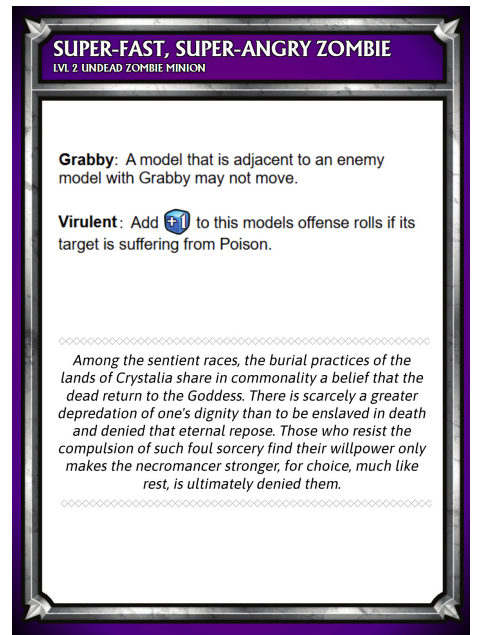 SUPER-FAST, SUPER-ANGRY ZOMBIE
LVL 2 UNDEAD ZOMBIE MINION
Grabby: A model that is adjacent to an enemy
model with Grabby may not move.
Virulent: Add +1 to this models offense rolls if its
target is suffering from Poison.
Among the sentient races, the burial practices of the
lands of Crystalia share in commonality a belief that the
dead return to the Goddess. There is scarcely a greater
depredation of one's dignity than to be enslaved in death
and denied that eternal repose. Those who resist the
compulsion of such foul sorcery find their willpower only
makes the necromancer stronger, for choice, much like
rest, is ultimately denied them.